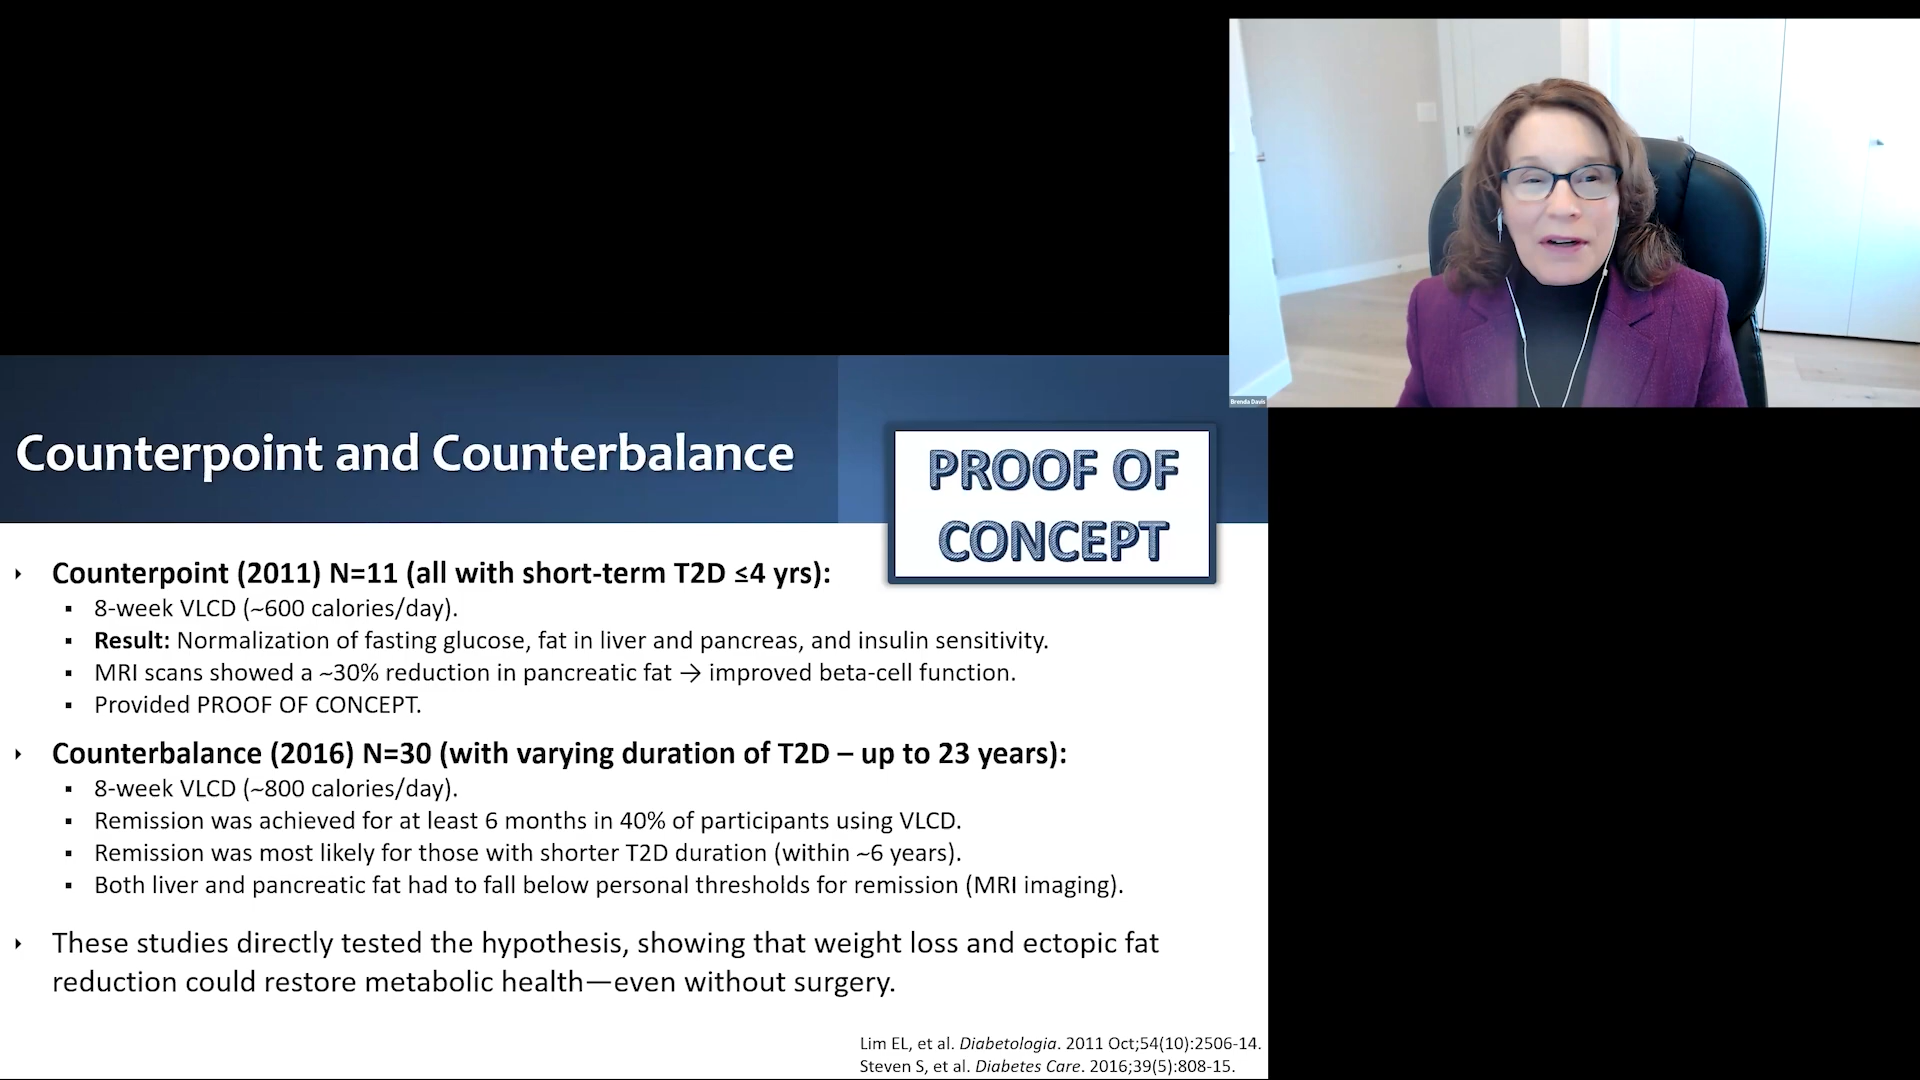 Brenda Davis
Counterpoint and Counterbalance
PROOF OF
CONCEPT
Counterpoint (2011) N=11 (all with short-term T2D ≤4 yrs):
8-week VLCD (~600 calories/day).
Result: Normalization of fasting glucose, fat in liver and pancreas, and insulin sensitivity.
MRI scans showed a ~30% reduction in pancreatic fat → improved beta-cell function.
Provided PROOF OF CONCEPT.
Counterbalance (2016) N=30 (with varying duration of T2D – up to 23 years):
8-week VLCD (~800 calories/day).
Remission was achieved for at least 6 months in 40% of participants using VLCD.
Remission was most likely for those with shorter T2D duration (within ~6 years).
Both liver and pancreatic fat had to fall below personal thresholds for remission (MRI imaging).
These studies directly tested the hypothesis, showing that weight loss and ectopic fat
reduction could restore metabolic health—even without surgery.
Lim EL, et al. Diabetologia. 2011 Oct;54(10):2506-14.
Steven S, et al. Diabetes Care. 2016;39(5):808-15.